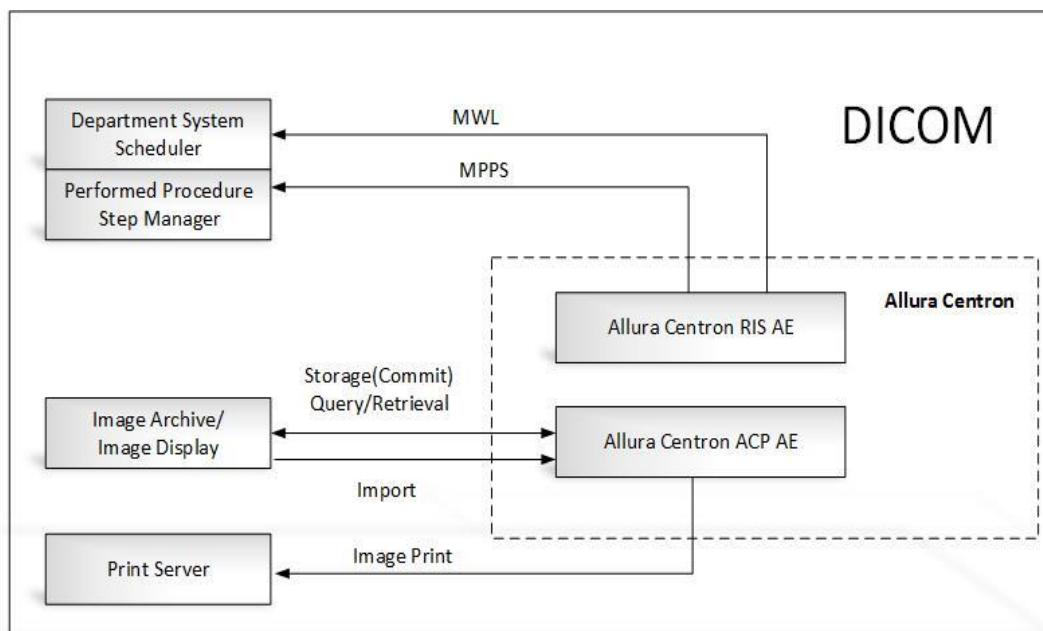 DICOM
Department System
Scheduler
MWL
Performed Procedure
Step Manager
MPPS
Allura Centron
Allura Centron RIS AE
Storage(Commit)
Query/Retrieval
Image Archive/
Image Display
Allura Centron ACP AE
Import
Print Server
Image Print